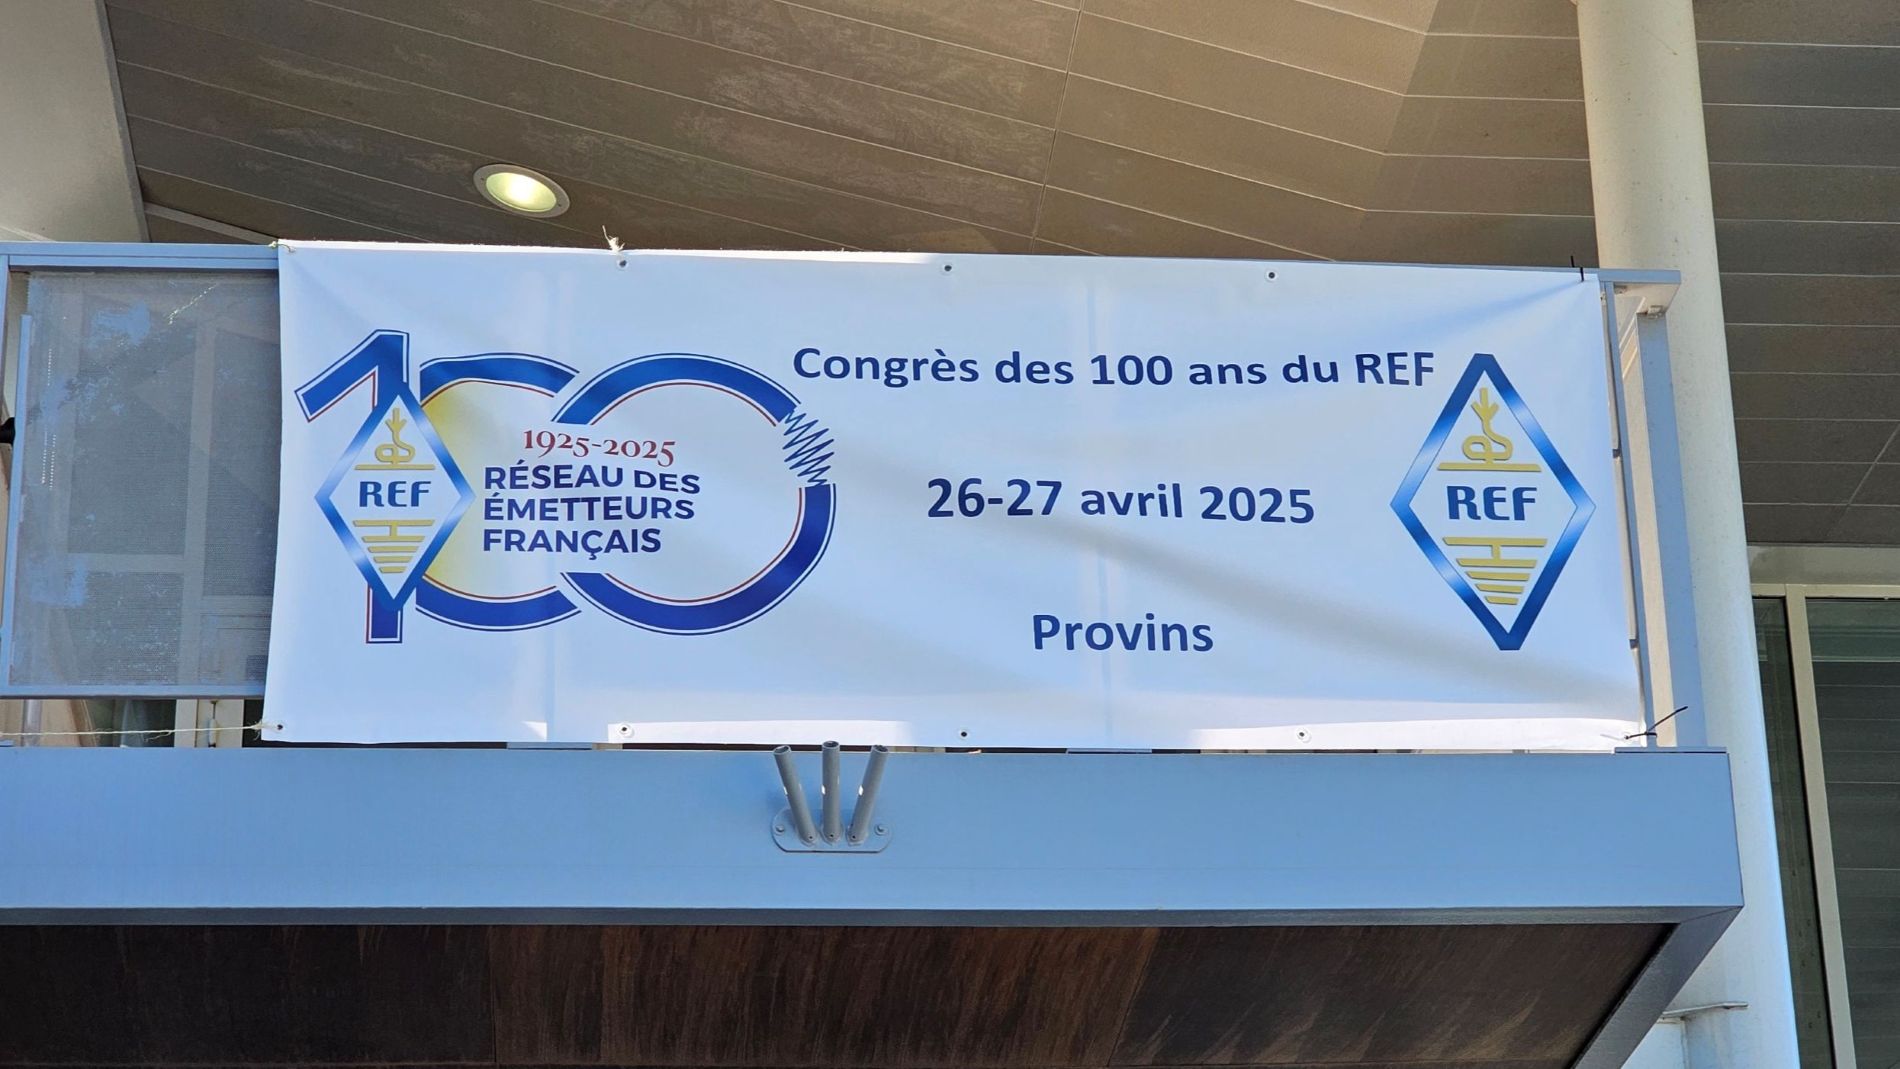 100
1925-2025
RÉSEAU DES
ÉMETTEURS
FRANÇAIS
REF
Congrès des 100 ans du REF
26-27 avril 2025
Provins
REF